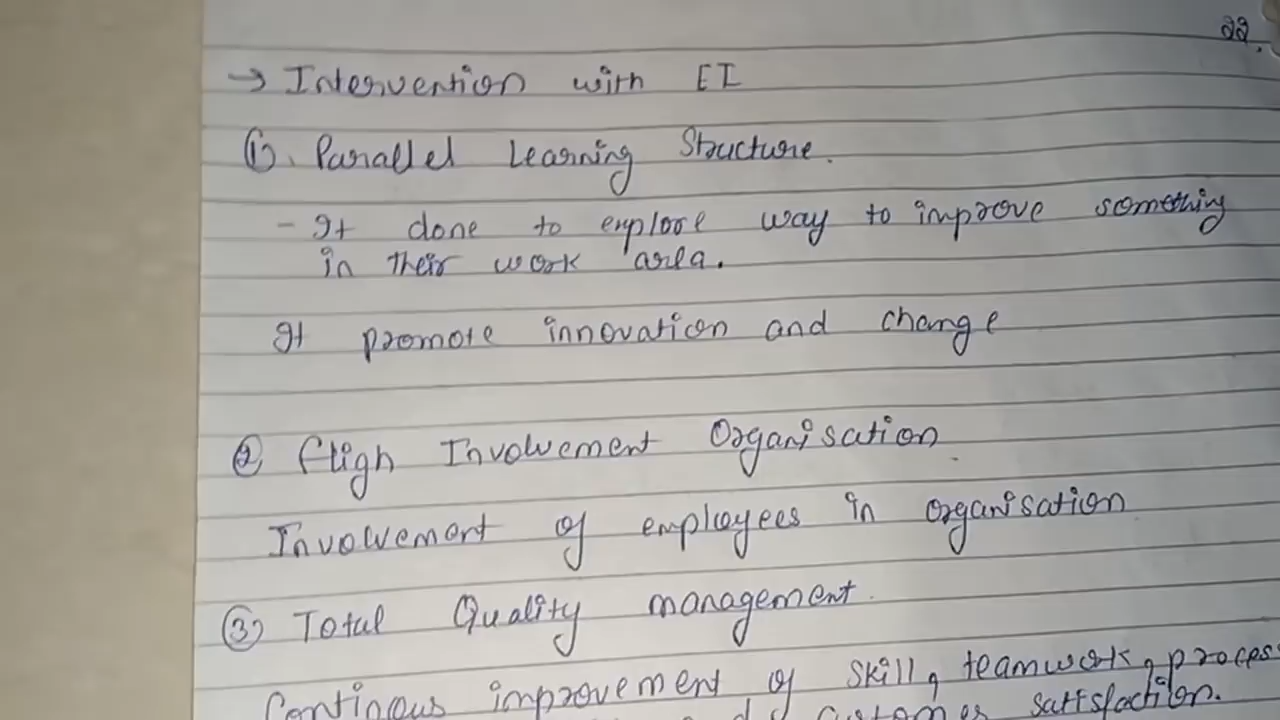 22.
→ Intervention with EI
①. Parallel Learning Structure.
- It done to explore way to improve something
in their work area.
It promote innovation and change
② High Involvement Organisation
Involvement of employees in organisation
③ Total Quality management.
Continous improvement of skill, teamwork, process
customer satisfaction.